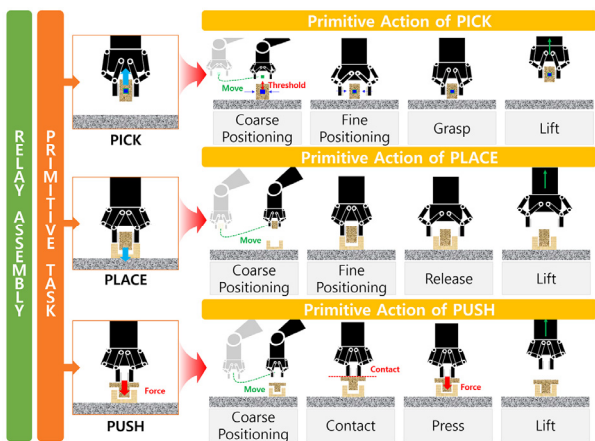 RELAY ASSEMBLY
PRIMITIVE TASK
Primitive Action of PICK
PICK
Move
Threshold
Coarse
Positioning
Fine
Positioning
Grasp
Lift
Primitive Action of PLACE
PLACE
Move
Coarse
Positioning
Fine
Positioning
Release
Lift
Primitive Action of PUSH
Force
PUSH
Move
Contact
Force
Coarse
Positioning
Contact
Press
Lift